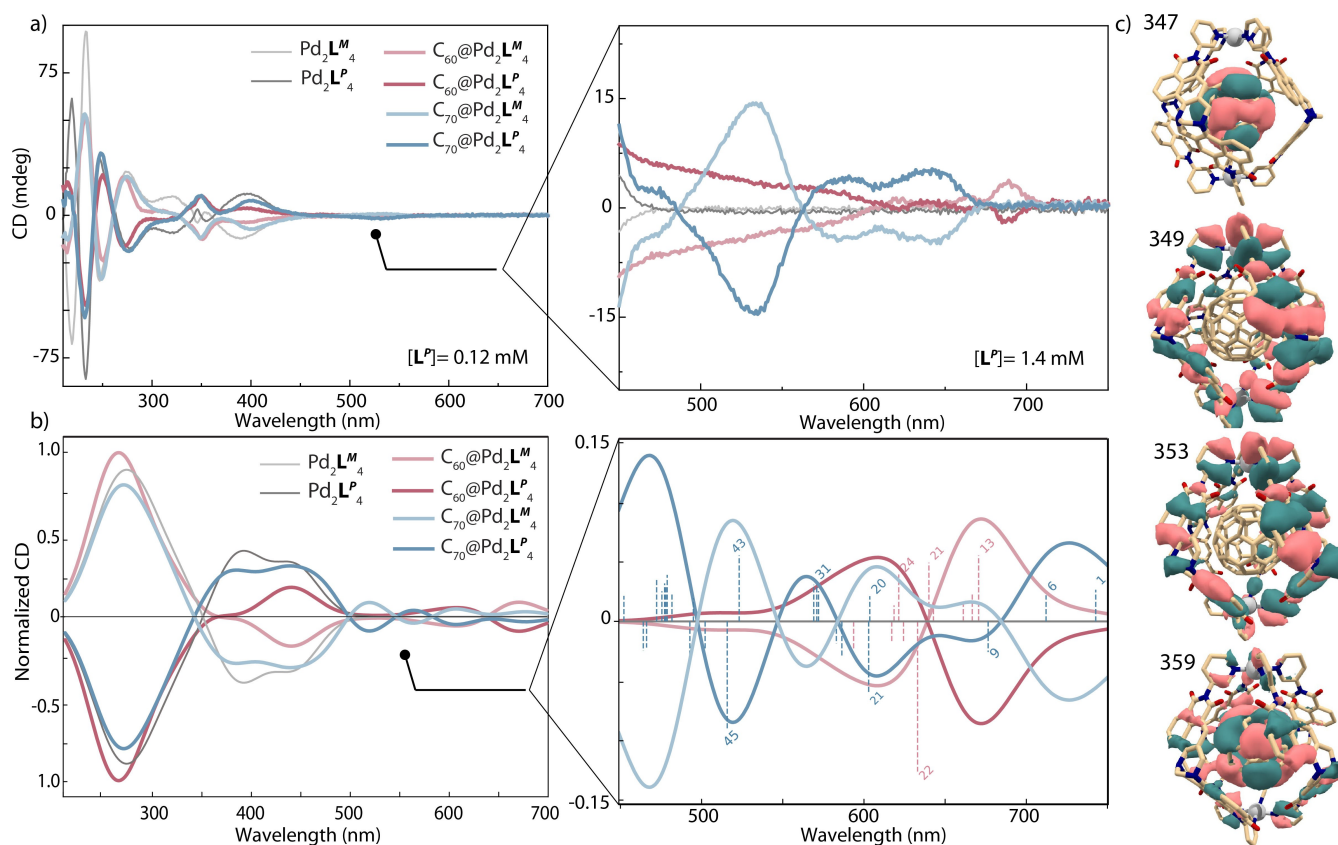 a)
Pd₂Lᴹ₄
Pd₂Lᴾ₄
C₆₀@Pd₂Lᴹ₄
C₆₀@Pd₂Lᴾ₄
C₇₀@Pd₂Lᴹ₄
C₇₀@Pd₂Lᴾ₄
CD (mdeg)
75
0
-75
[Lᴾ]= 0.12 mM
300 400 500 600 700
Wavelength (nm)
15
0
-15
[Lᴾ]= 1.4 mM
500 600 700
Wavelength (nm)
b)
Pd₂Lᴹ₄
Pd₂Lᴾ₄
C₆₀@Pd₂Lᴹ₄
C₆₀@Pd₂Lᴾ₄
C₇₀@Pd₂Lᴹ₄
C₇₀@Pd₂Lᴾ₄
Normalized CD
1.0
0.5
0
-0.5
1.0
300 400 500 600 700
Wavelength (nm)
0.15
0
-0.15
43
31
20
24
21
13
6
1
45
21
22
9
500 600 700
Wavelength (nm)
c)
347
349
353
359